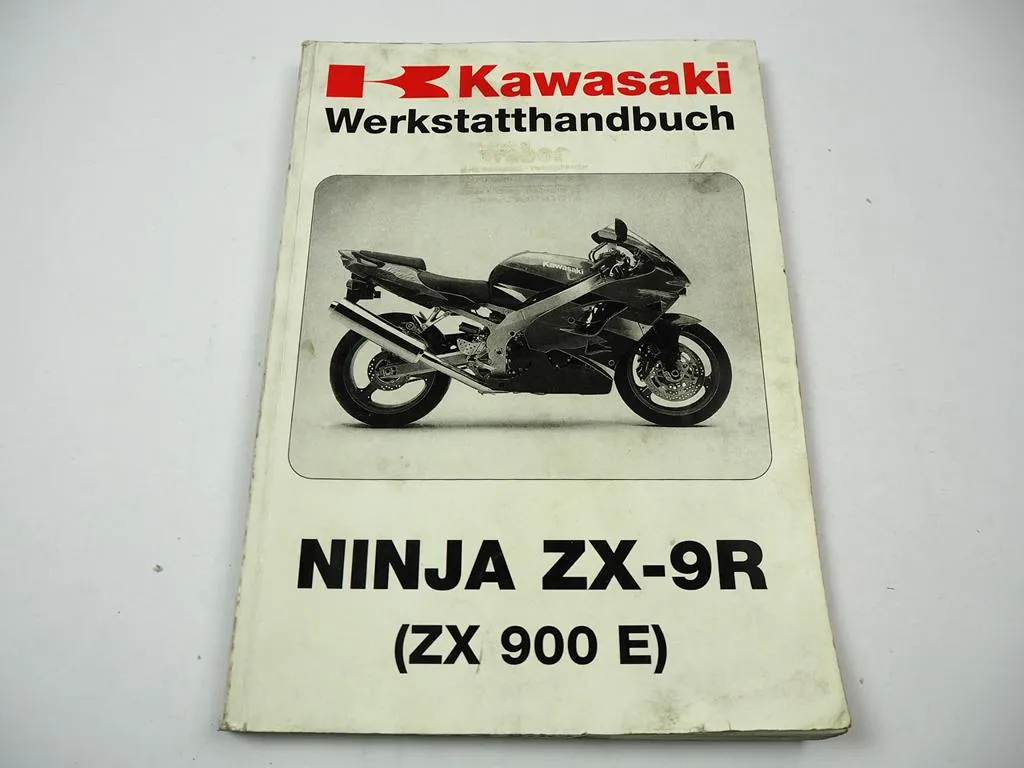 Kawasaki
Werkstatthandbuch
Kawasaki
NINJA ZX-9R
(ZX 900 E)